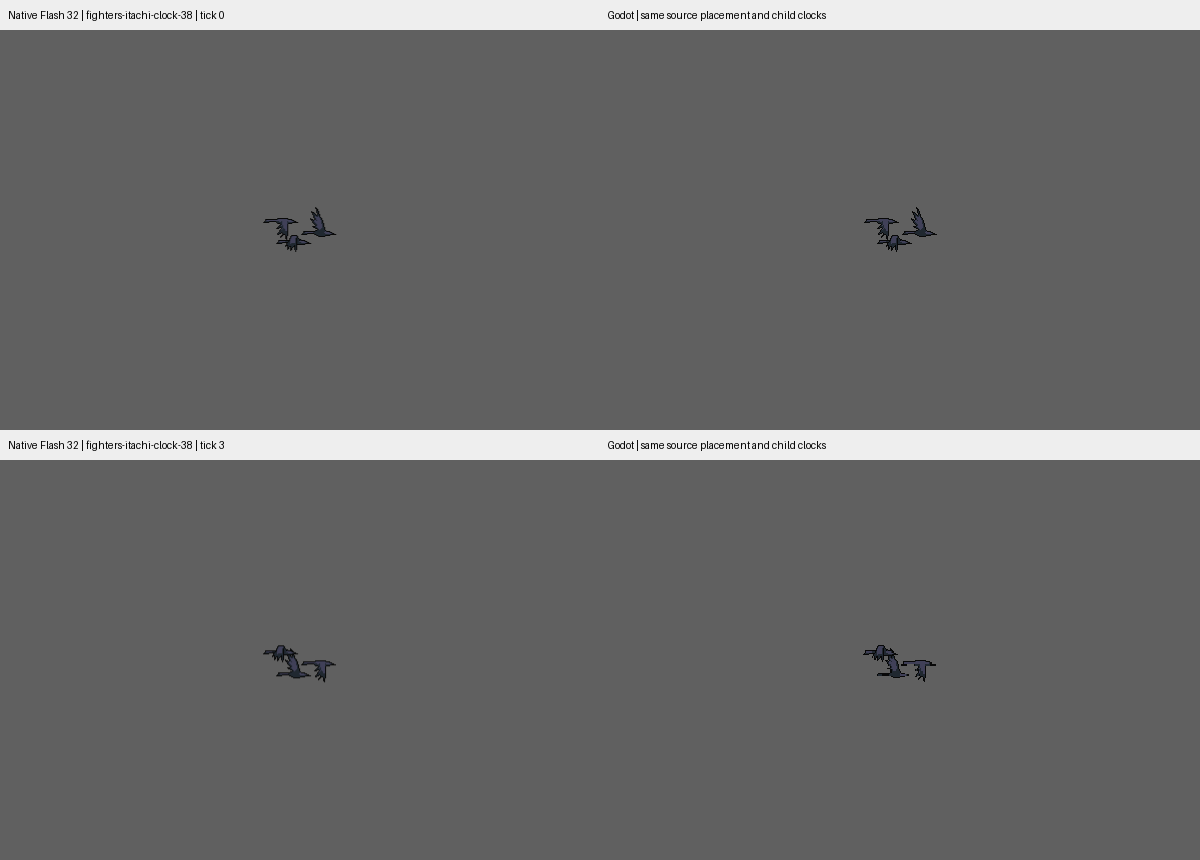 Native Flash 32 | fighters-itachi-clock-38 | tick 0
Godot | same source placement and child clocks
Native Flash 32 | fighters-itachi-clock-38 | tick 3
Godot | same source placement and child clocks